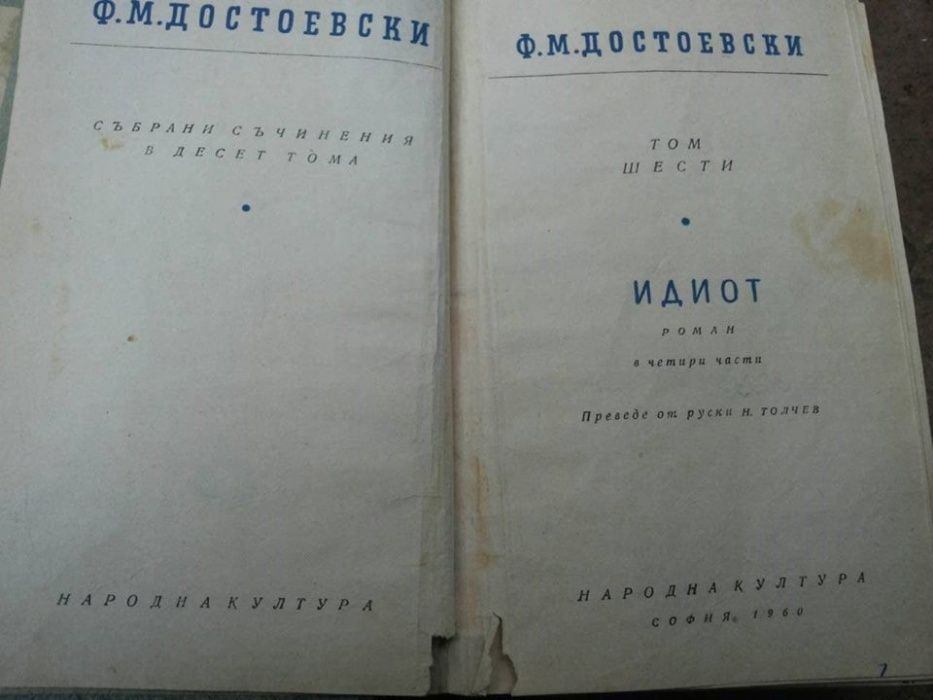 Ф.М.ДОСТОЕВСКИ
СЪБРАНИ СЪЧИНЕНИЯ
В ДЕСЕТ ТОМА
НАРОДНА КУЛТУРА
Ф.М.ДОСТОЕВСКИ
ТОМ
ШЕСТИ
ИДИОТ
РОМАН
в четири части
Преведе от руски Н. ТОЛЧЕВ
НАРОДНА КУЛТУРА
СОФИЯ, 1960